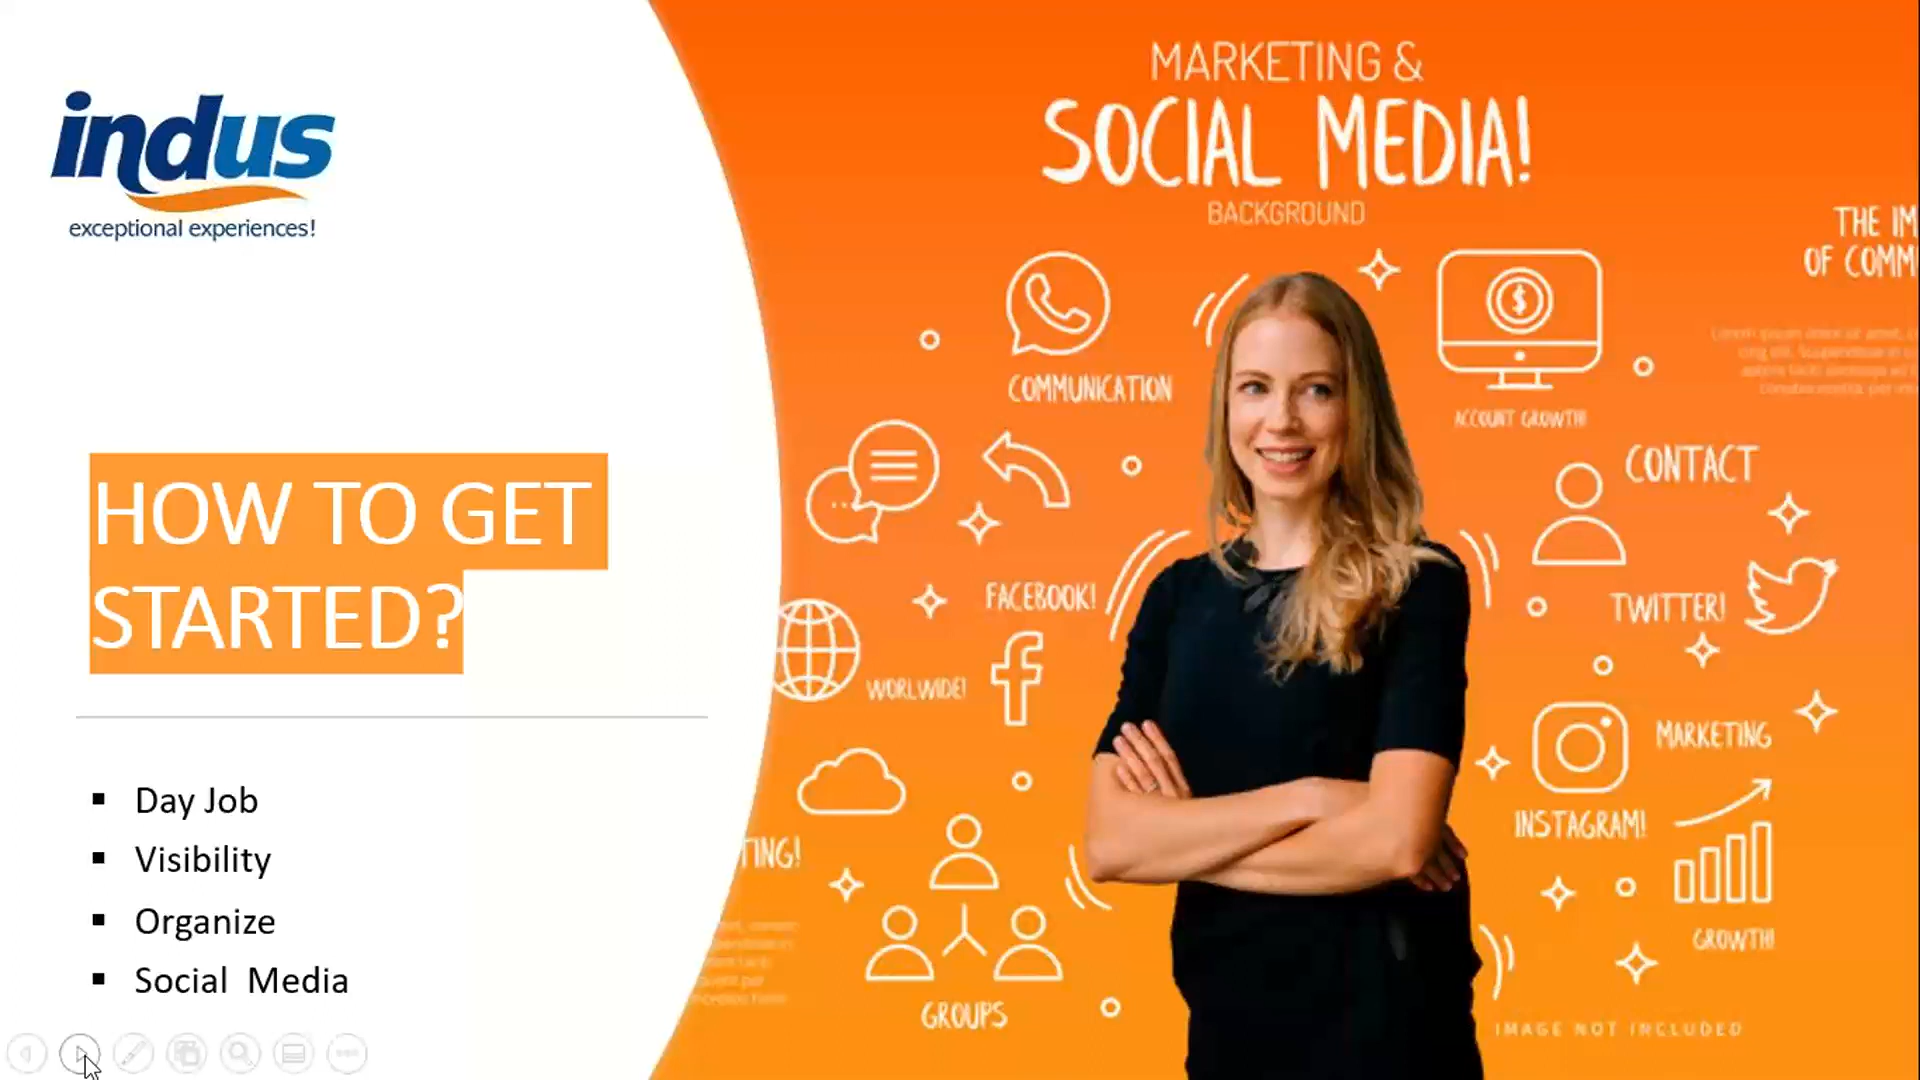 indus
exceptional experiences!
HOW TO GET
STARTED?
Day Job
Visibility
Organize
Social Media
MARKETING &
SOCIAL MEDIA!
BACKGROUND
THE IM
OF COMM
COMMUNICATION
ACCOUNT GROWTH!
CONTACT
FACEBOOK!
TWITTER!
WORLWIDE!
MARKETING
INSTAGRAM!
TING!
GROWTH!
GROUPS
IMAGE NOT INCLUDED